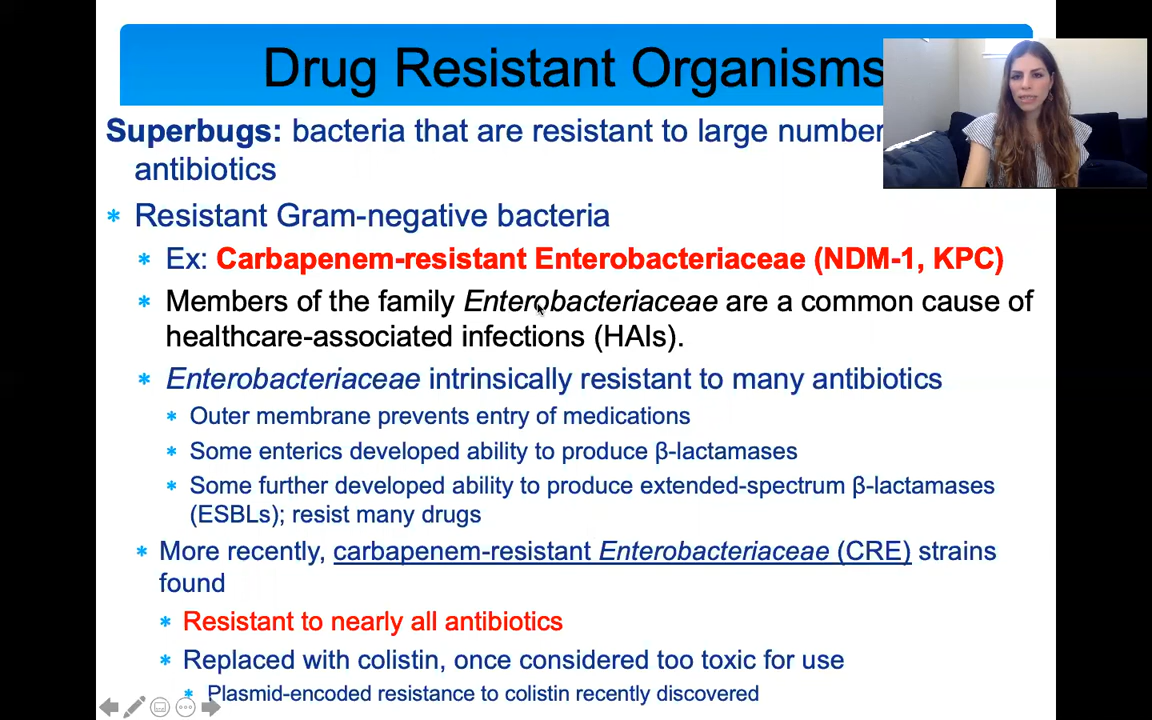 Drug Resistant Organisms
Superbugs: bacteria that are resistant to large number
antibiotics
* Resistant Gram-negative bacteria
* Ex: Carbapenem-resistant Enterobacteriaceae (NDM-1, KPC)
* Members of the family Enterobacteriaceae are a common cause of
healthcare-associated infections (HAIs).
* Enterobacteriaceae intrinsically resistant to many antibiotics
* Outer membrane prevents entry of medications
* Some enterics developed ability to produce β-lactamases
* Some further developed ability to produce extended-spectrum β-lactamases
(ESBLs); resist many drugs
* More recently, carbapenem-resistant Enterobacteriaceae (CRE) strains
found
* Resistant to nearly all antibiotics
* Replaced with colistin, once considered too toxic for use
* Plasmid-encoded resistance to colistin recently discovered